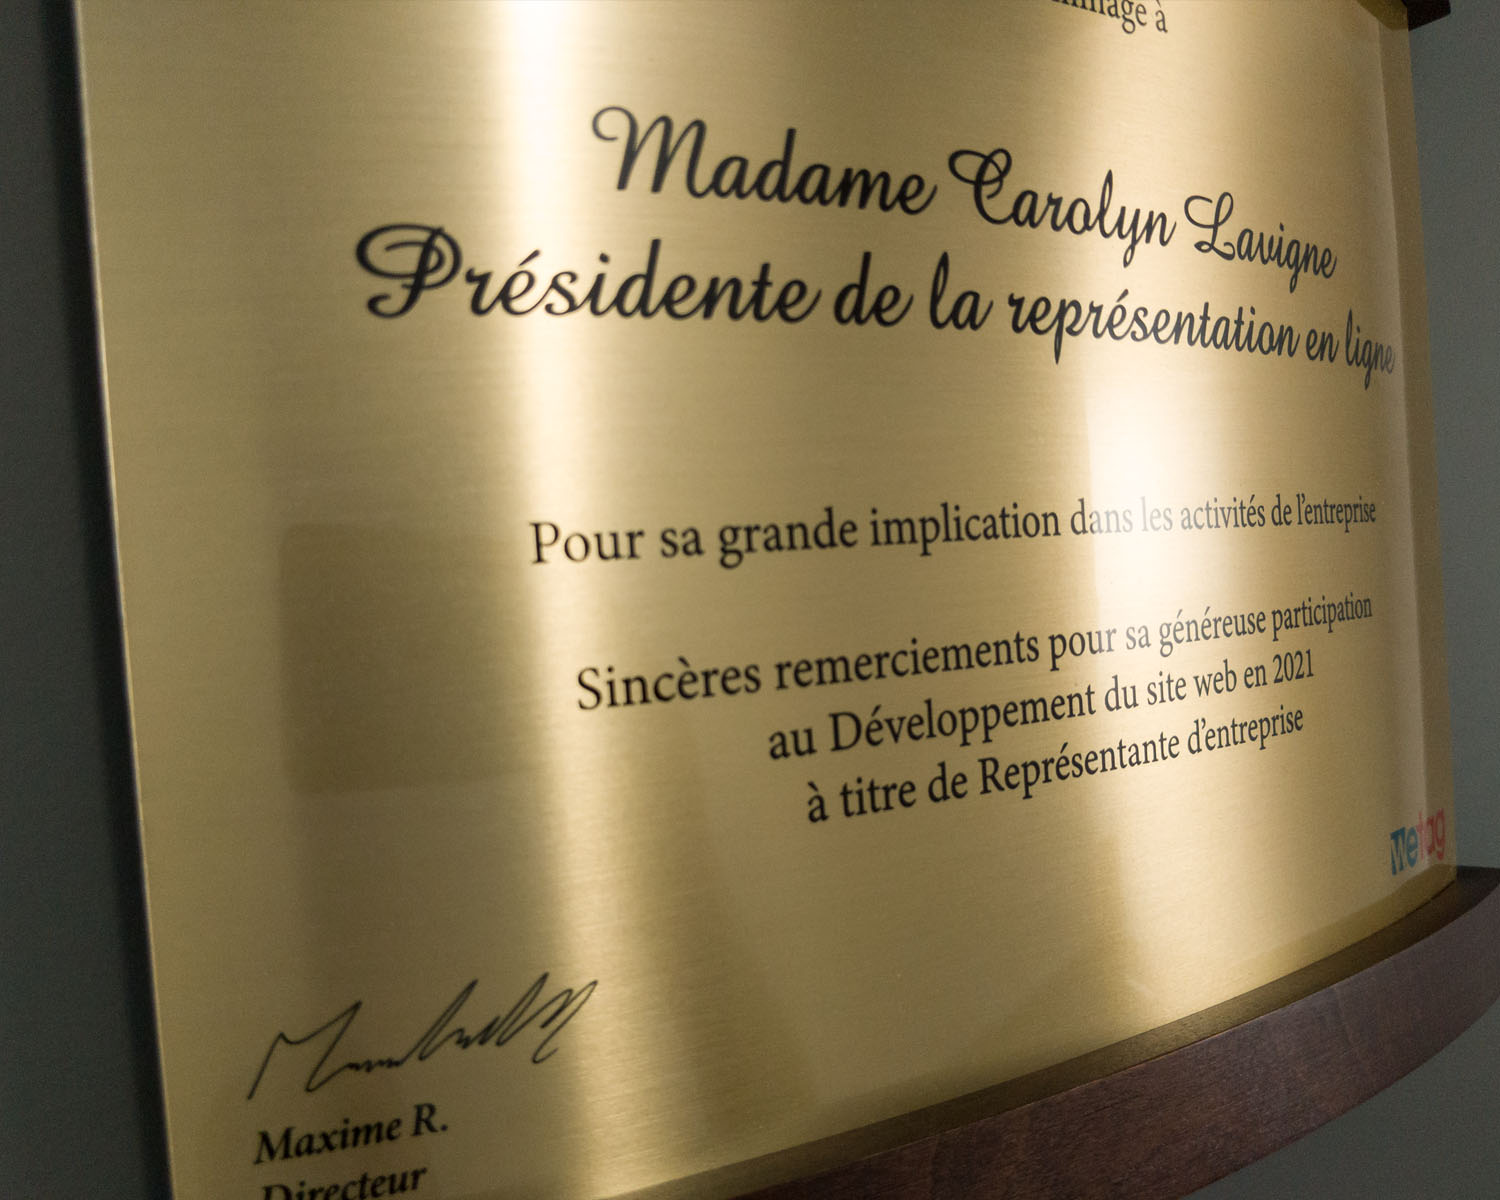 à
Madame Carolyn Lavigne
Présidente de la représentation en ligne
Pour sa grande implication dans les activités de l'entreprise
Sincères remerciements pour sa généreuse participation
au Développement du site web en 2021
à titre de Représentante d'entreprise
wetag
Maxime R.
Directeur